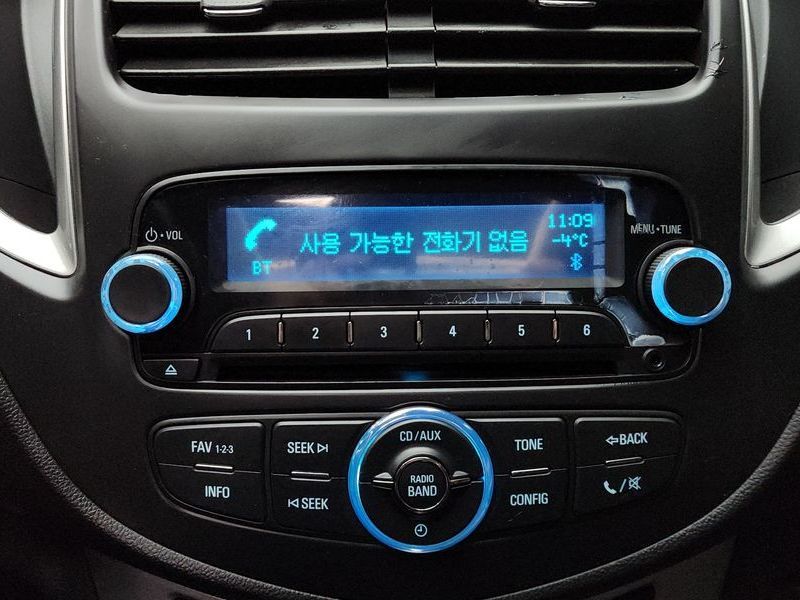 11:09
사용 가능한 전화기 없음
-4°C
BT
⏻•VOL
MENU•TUNE
1 2 3 4 5 6
FAV 1-2-3
SEEK
CD/AUX
TONE
BACK
RADIO
BAND
INFO
SEEK
CONFIG